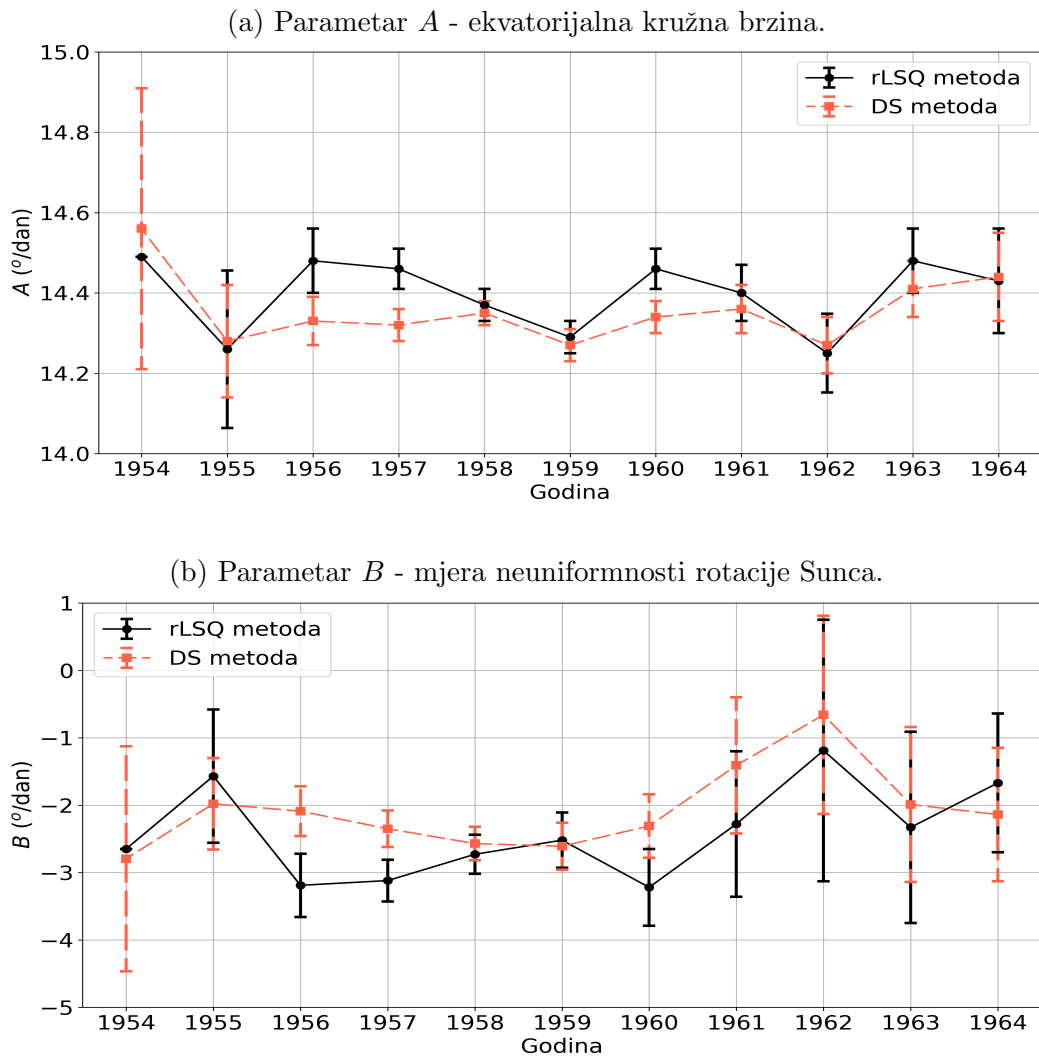 (a) Parametar A - ekvatorijalna kružna brzina.
15.0
14.8
14.6
14.4
14.2
14.0
A (º/dan)
rLSQ metoda
DS metoda
1954 1955 1956 1957 1958 1959 1960 1961 1962 1963 1964
Godina
(b) Parametar B - mjera neuniformnosti rotacije Sunca.
1
0
−1
−2
−3
−4
−5
B (º/dan)
rLSQ metoda
DS metoda
1954 1955 1956 1957 1958 1959 1960 1961 1962 1963 1964
Godina